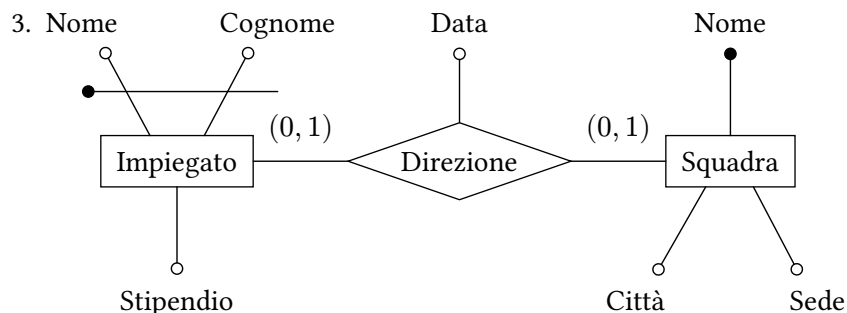 3. Nome Cognome Data Nome
(0, 1) (0, 1)
Impiegato Direzione Squadra
Stipendio Città Sede